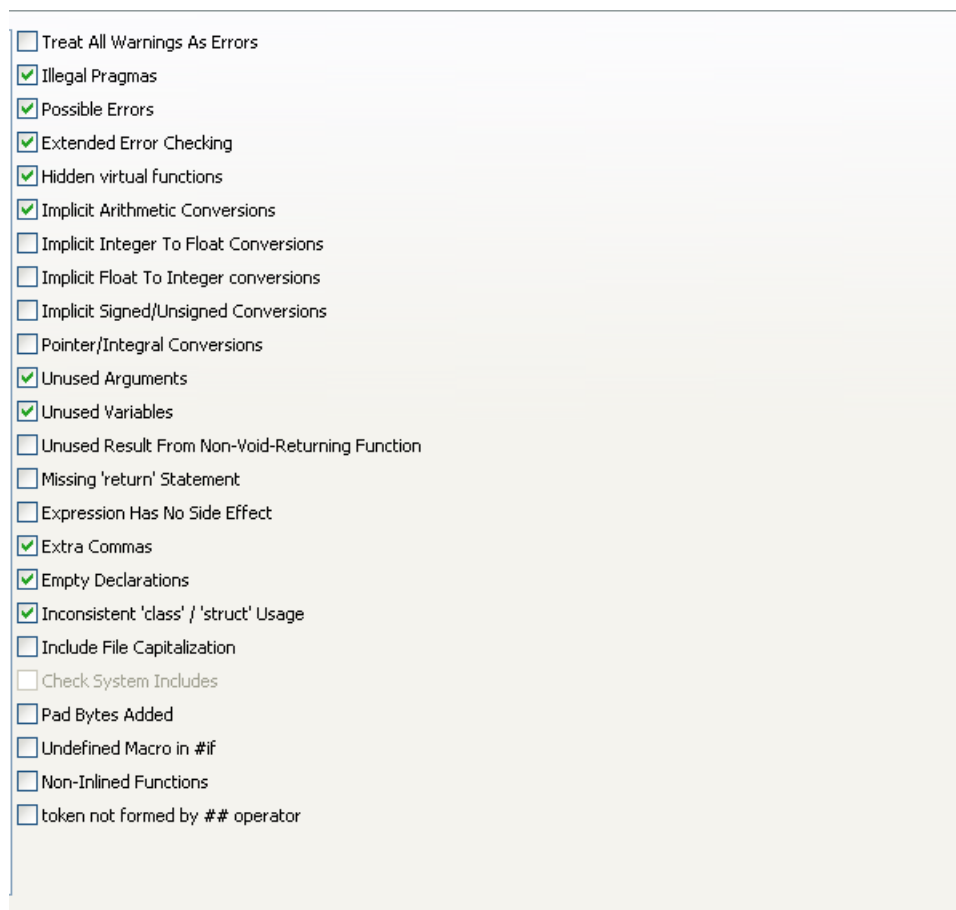 Treat All Warnings As Errors
Illegal Pragmas
Possible Errors
Extended Error Checking
Hidden virtual functions
Implicit Arithmetic Conversions
Implicit Integer To Float Conversions
Implicit Float To Integer conversions
Implicit Signed/Unsigned Conversions
Pointer/Integral Conversions
Unused Arguments
Unused Variables
Unused Result From Non-Void-Returning Function
Missing 'return' Statement
Expression Has No Side Effect
Extra Commas
Empty Declarations
Inconsistent 'class' / 'struct' Usage
Include File Capitalization
Check System Includes
Pad Bytes Added
Undefined Macro in #if
Non-Inlined Functions
token not formed by ## operator